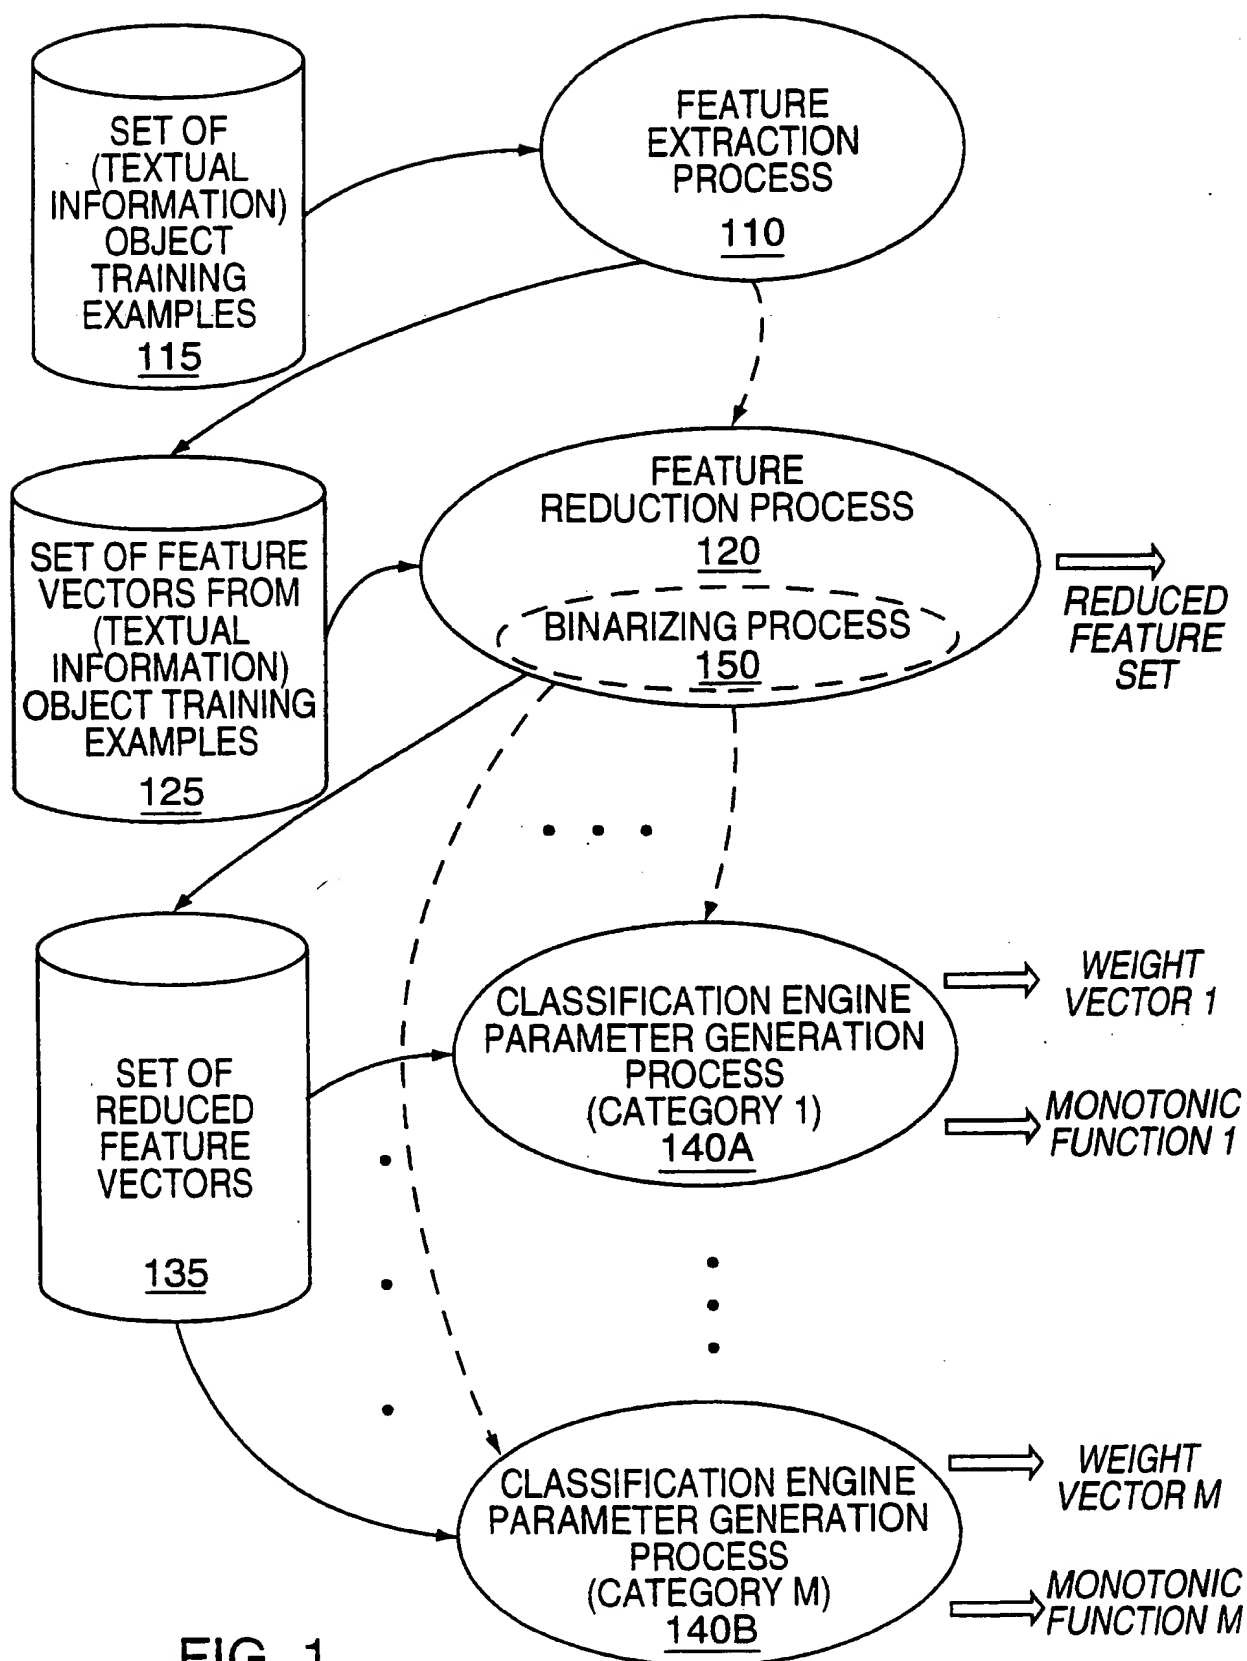 SET OF
(TEXTUAL
INFORMATION)
OBJECT
TRAINING
EXAMPLES
115
FEATURE
EXTRACTION
PROCESS
110
SET OF FEATURE
VECTORS FROM
(TEXTUAL
INFORMATION)
OBJECT TRAINING
EXAMPLES
125
FEATURE
REDUCTION PROCESS
120
BINARIZING PROCESS
150
REDUCED
FEATURE
SET
SET OF
REDUCED
FEATURE
VECTORS
135
CLASSIFICATION ENGINE
PARAMETER GENERATION
PROCESS
(CATEGORY 1)
140A
WEIGHT
VECTOR 1
MONOTONIC
FUNCTION 1
CLASSIFICATION ENGINE
PARAMETER GENERATION
PROCESS
(CATEGORY M)
140B
WEIGHT
VECTOR M
MONOTONIC
FUNCTION M
FIG. 1